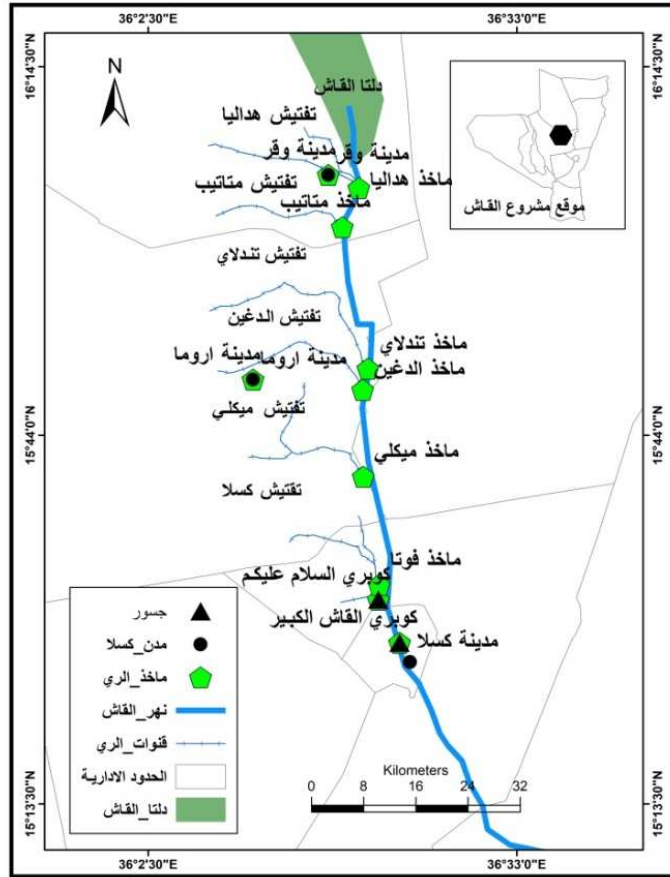 36°2'30"E
36°33'0"E
16°14'30"N
N
دلتا القاش
تفتيش هداليا
مدينة وقر مدينة وقر
ماخذ هداليا
تفتيش متاتيب
ماخذ متاتيب
موقع مشروع القاش
تفتيش تندلاي
تفتيش الدغين
ماخذ تندلاي
مدينة اروما مدينة اروما
ماخذ الدغين
تفتيش ميكلي
15°44'0"N
ماخذ ميكلي
تفتيش كسلا
ماخذ فوتا
كوبري السلام عليكم
كوبري القاش الكبير
مدينة كسلا
جسور
مدن_كسلا
ماخذ_الري
نهر_القاش
قنوات_الري
الحدود الادارية
دلتا_القاش
Kilometers
0 8 16 24 32
15°13'30"N
16°14'30"N
15°44'0"N
15°13'30"N
36°2'30"E
36°33'0"E